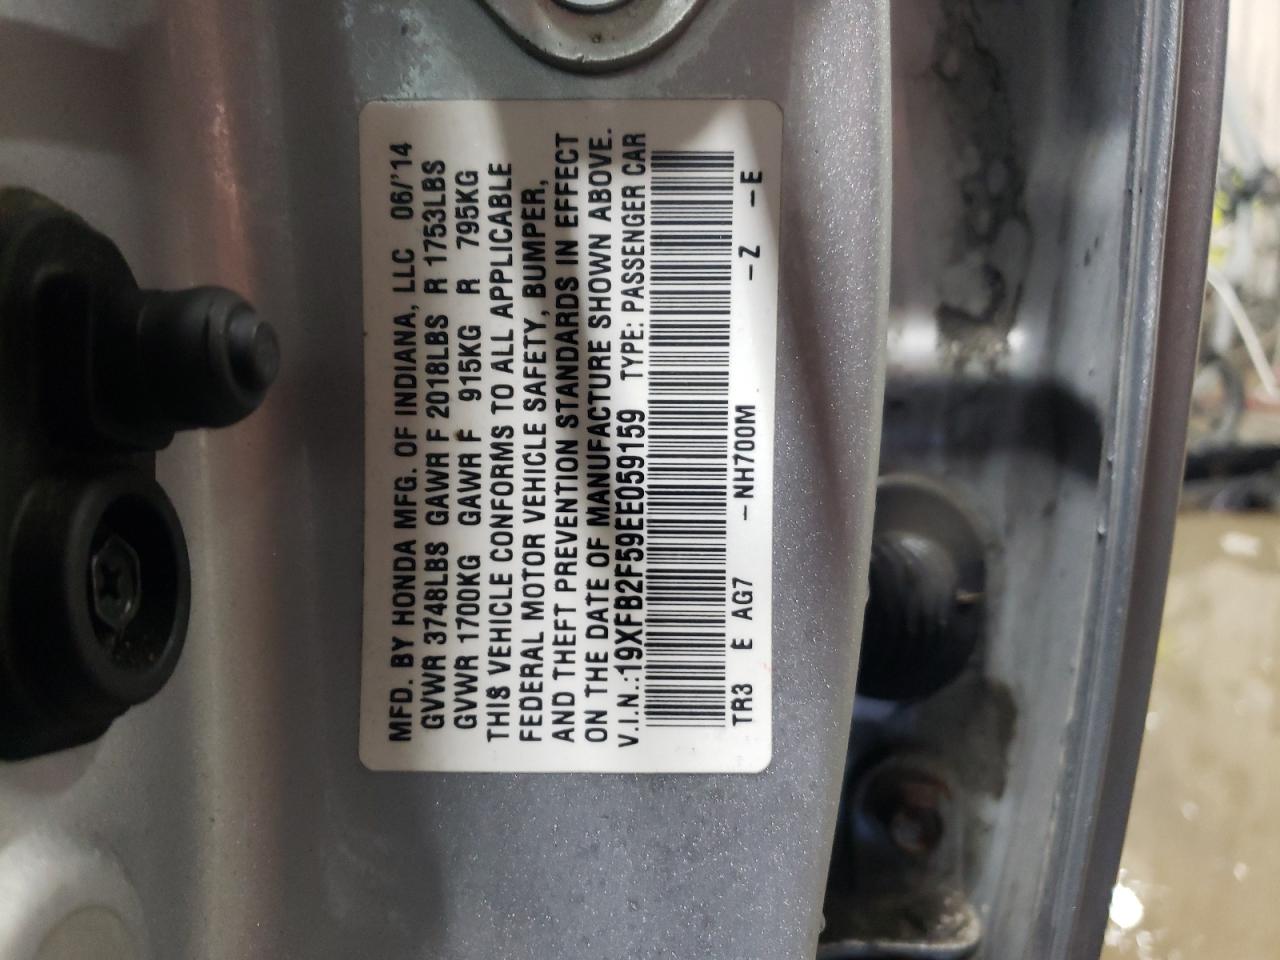 MFD. BY HONDA MFG. OF INDIANA, LLC 06/'14
GVWR 3748LBS GAWR F 2018LBS R 1753LBS
GVWR 1700KG GAWR F 915KG R 795KG
THIS VEHICLE CONFORMS TO ALL APPLICABLE
FEDERAL MOTOR VEHICLE SAFETY, BUMPER,
AND THEFT PREVENTION STANDARDS IN EFFECT
ON THE DATE OF MANUFACTURE SHOWN ABOVE.
V.I.N.:19XFB2F59EE059159 TYPE: PASSENGER CAR
TR3 E AG7 -NH700M -Z -E